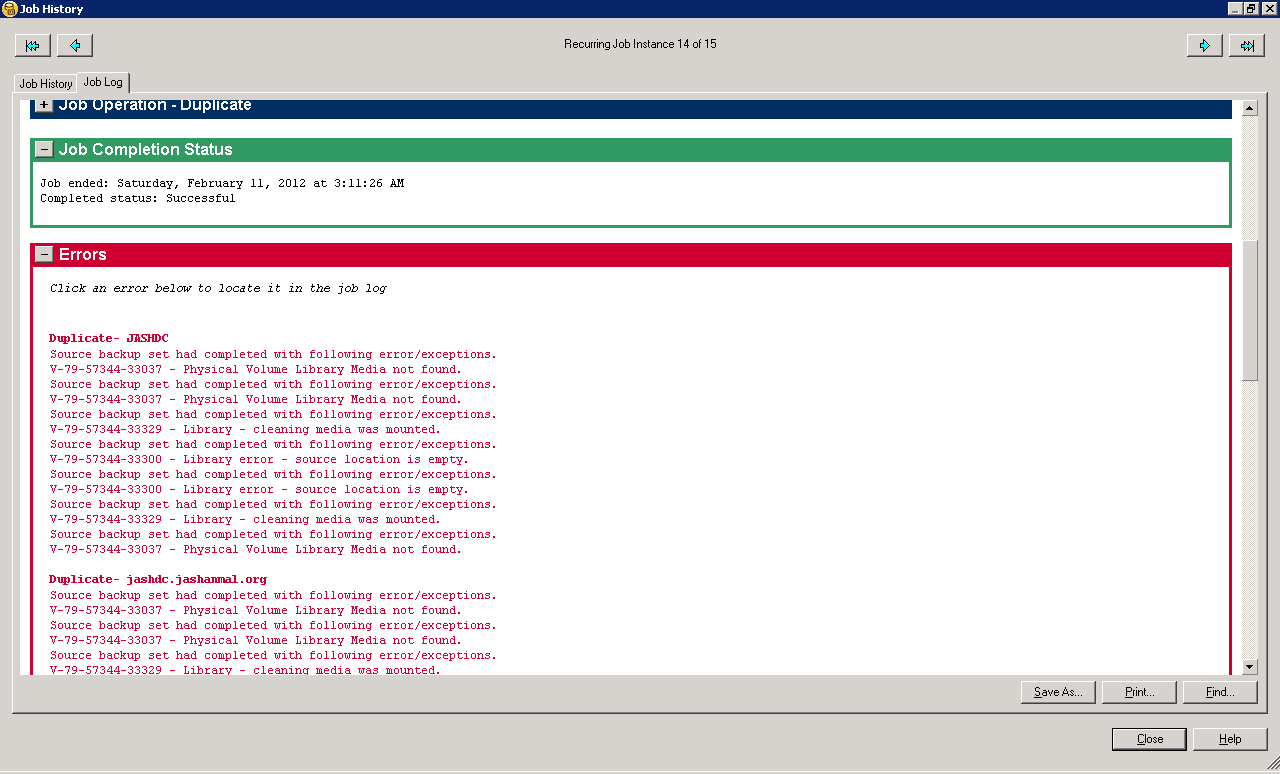 Job History
Recurring Job Instance 14 of 15
Job History
Job Log
+ Job Operation - Duplicate
- Job Completion Status
Job ended: Saturday, February 11, 2012 at 3:11:26 AM
Completed status: Successful
- Errors
Click an error below to locate it in the job log
Duplicate- JASHDC
Source backup set had completed with following error/exceptions.
V-79-57344-33037 - Physical Volume Library Media not found.
Source backup set had completed with following error/exceptions.
V-79-57344-33037 - Physical Volume Library Media not found.
Source backup set had completed with following error/exceptions.
V-79-57344-33329 - Library - cleaning media was mounted.
Source backup set had completed with following error/exceptions.
V-79-57344-33300 - Library error - source location is empty.
Source backup set had completed with following error/exceptions.
V-79-57344-33300 - Library error - source location is empty.
Source backup set had completed with following error/exceptions.
V-79-57344-33329 - Library - cleaning media was mounted.
Source backup set had completed with following error/exceptions.
V-79-57344-33037 - Physical Volume Library Media not found.
Duplicate- jashdc.jashanmal.org
Source backup set had completed with following error/exceptions.
V-79-57344-33037 - Physical Volume Library Media not found.
Source backup set had completed with following error/exceptions.
V-79-57344-33037 - Physical Volume Library Media not found.
Source backup set had completed with following error/exceptions.
V-79-57344-33329 - Library - cleaning media was mounted.
Save As...
Print...
Find...
Close
Help